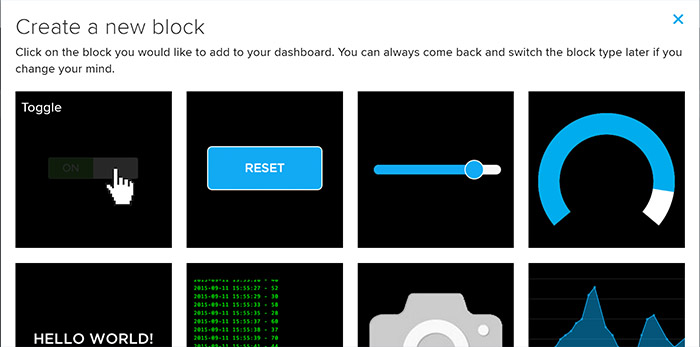 Create a new block
Click on the block you would like to add to your dashboard. You can always come back and switch the block type later if you
change your mind.
Toggle
ON
RESET
HELLO WORLD!
2015-09-11 15:55:27 - 52
2015-09-11 15:55:29 - 30
2015-09-11 15:55:33 - 58
2015-09-11 15:55:35 - 28
2015-09-11 15:55:37 - 60
2015-09-11 15:55:38 - 37
2015-09-11 15:55:39 - 70
2015-09-11 15:55:41 - 44